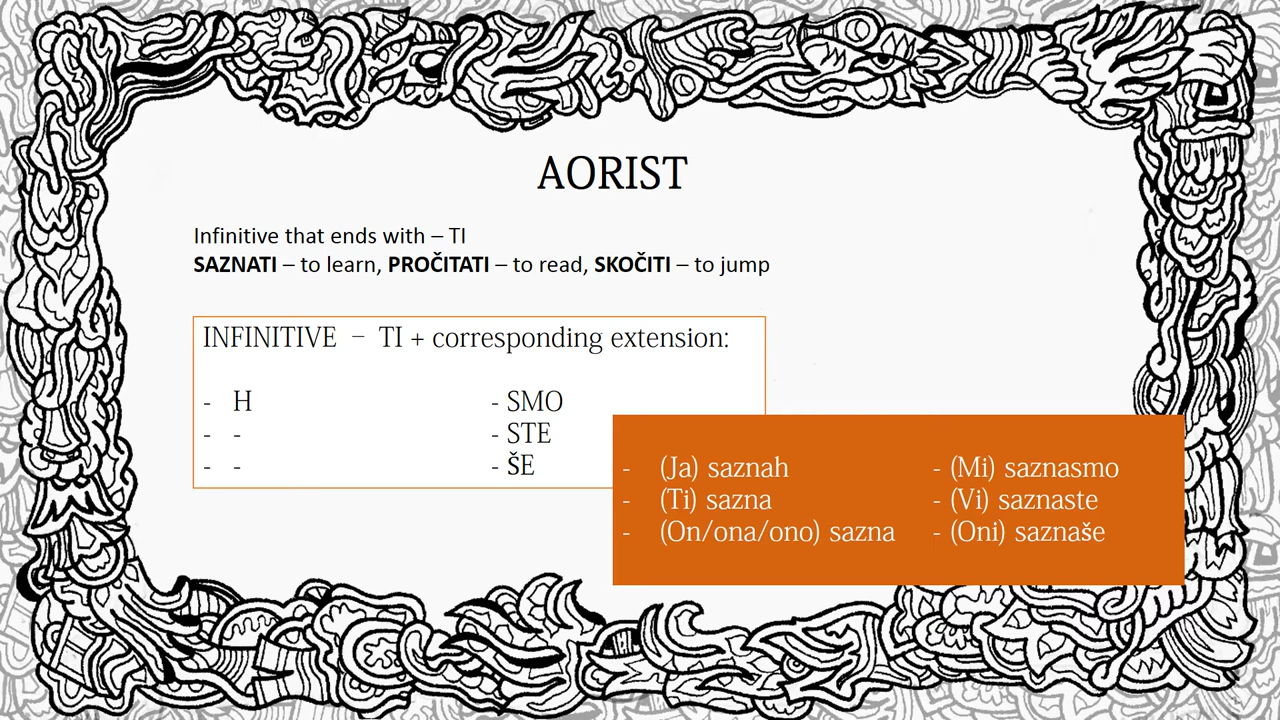 AORIST
Infinitive that ends with – TI
SAZNATI – to learn, PROČITATI – to read, SKOČITI – to jump
INFINITIVE – TI + corresponding extension:
- H - SMO
- - - STE
- - - ŠE
- (Ja) saznah - (Mi) saznasmo
- (Ti) sazna - (Vi) saznaste
- (On/ona/ono) sazna - (Oni) saznaše